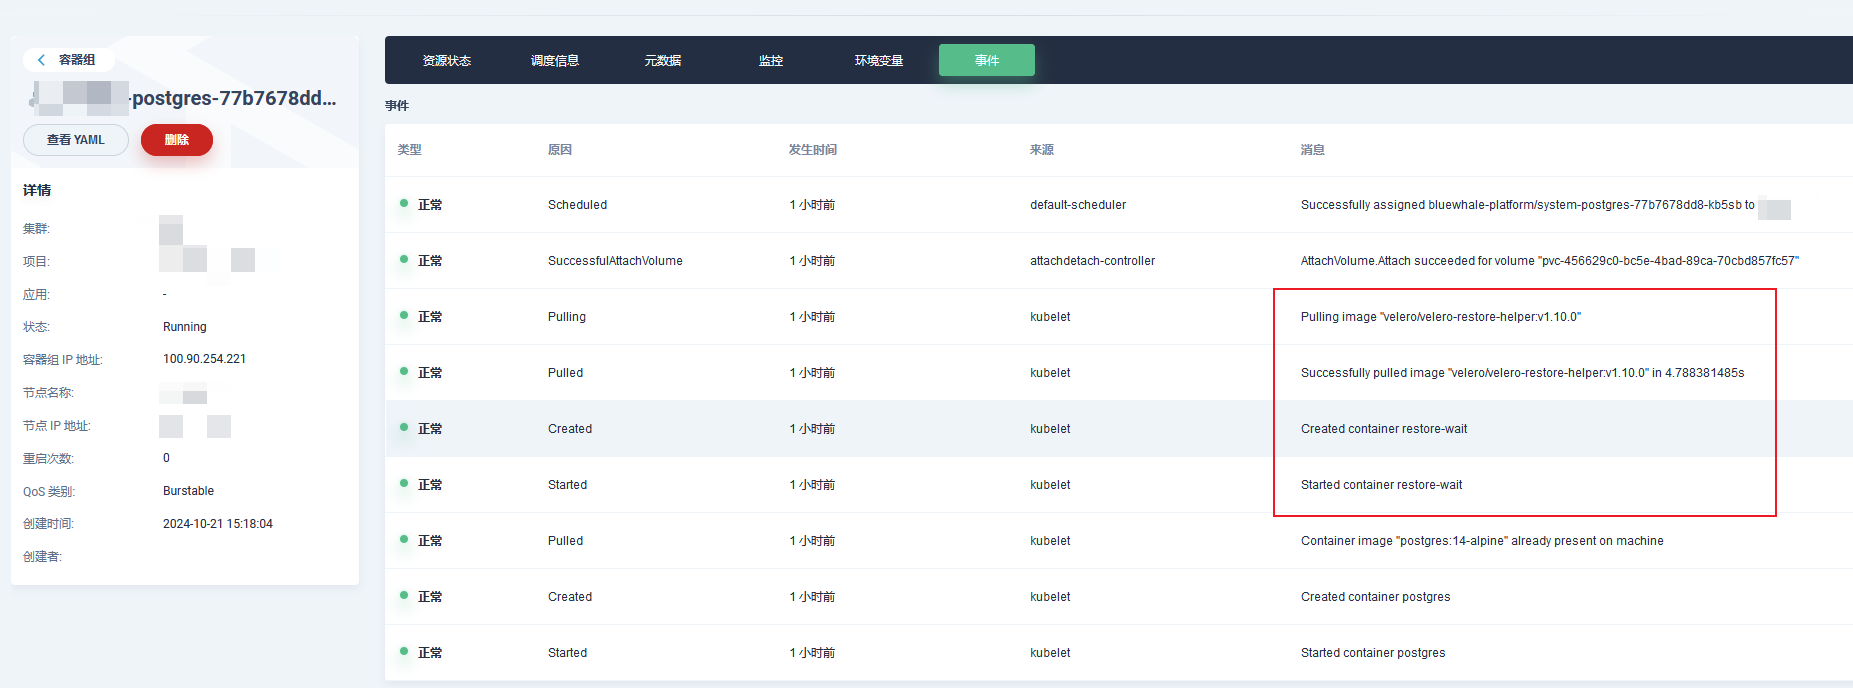 容器组
-postgres-77b7678dd...
查看 YAML
删除
详情
集群:
项目:
应用: -
状态: Running
容器组 IP 地址: 100.90.254.221
节点名称:
节点 IP 地址:
重启次数: 0
QoS 类别: Burstable
创建时间: 2024-10-21 15:18:04
创建者:
资源状态 调度信息 元数据 监控 环境变量 事件
事件
类型 原因 发生时间 来源 消息
正常 Scheduled 1 小时前 default-scheduler Successfully assigned bluewhale-platform/system-postgres-77b7678dd8-kb5sb to
正常 SuccessfulAttachVolume 1 小时前 attachdetach-controller AttachVolume.Attach succeeded for volume "pvc-456629c0-bc5e-4bad-89ca-70cbd857fc57"
正常 Pulling 1 小时前 kubelet Pulling image "velero/velero-restore-helper:v1.10.0"
正常 Pulled 1 小时前 kubelet Successfully pulled image "velero/velero-restore-helper:v1.10.0" in 4.788381485s
正常 Created 1 小时前 kubelet Created container restore-wait
正常 Started 1 小时前 kubelet Started container restore-wait
正常 Pulled 1 小时前 kubelet Container image "postgres:14-alpine" already present on machine
正常 Created 1 小时前 kubelet Created container postgres
正常 Started 1 小时前 kubelet Started container postgres